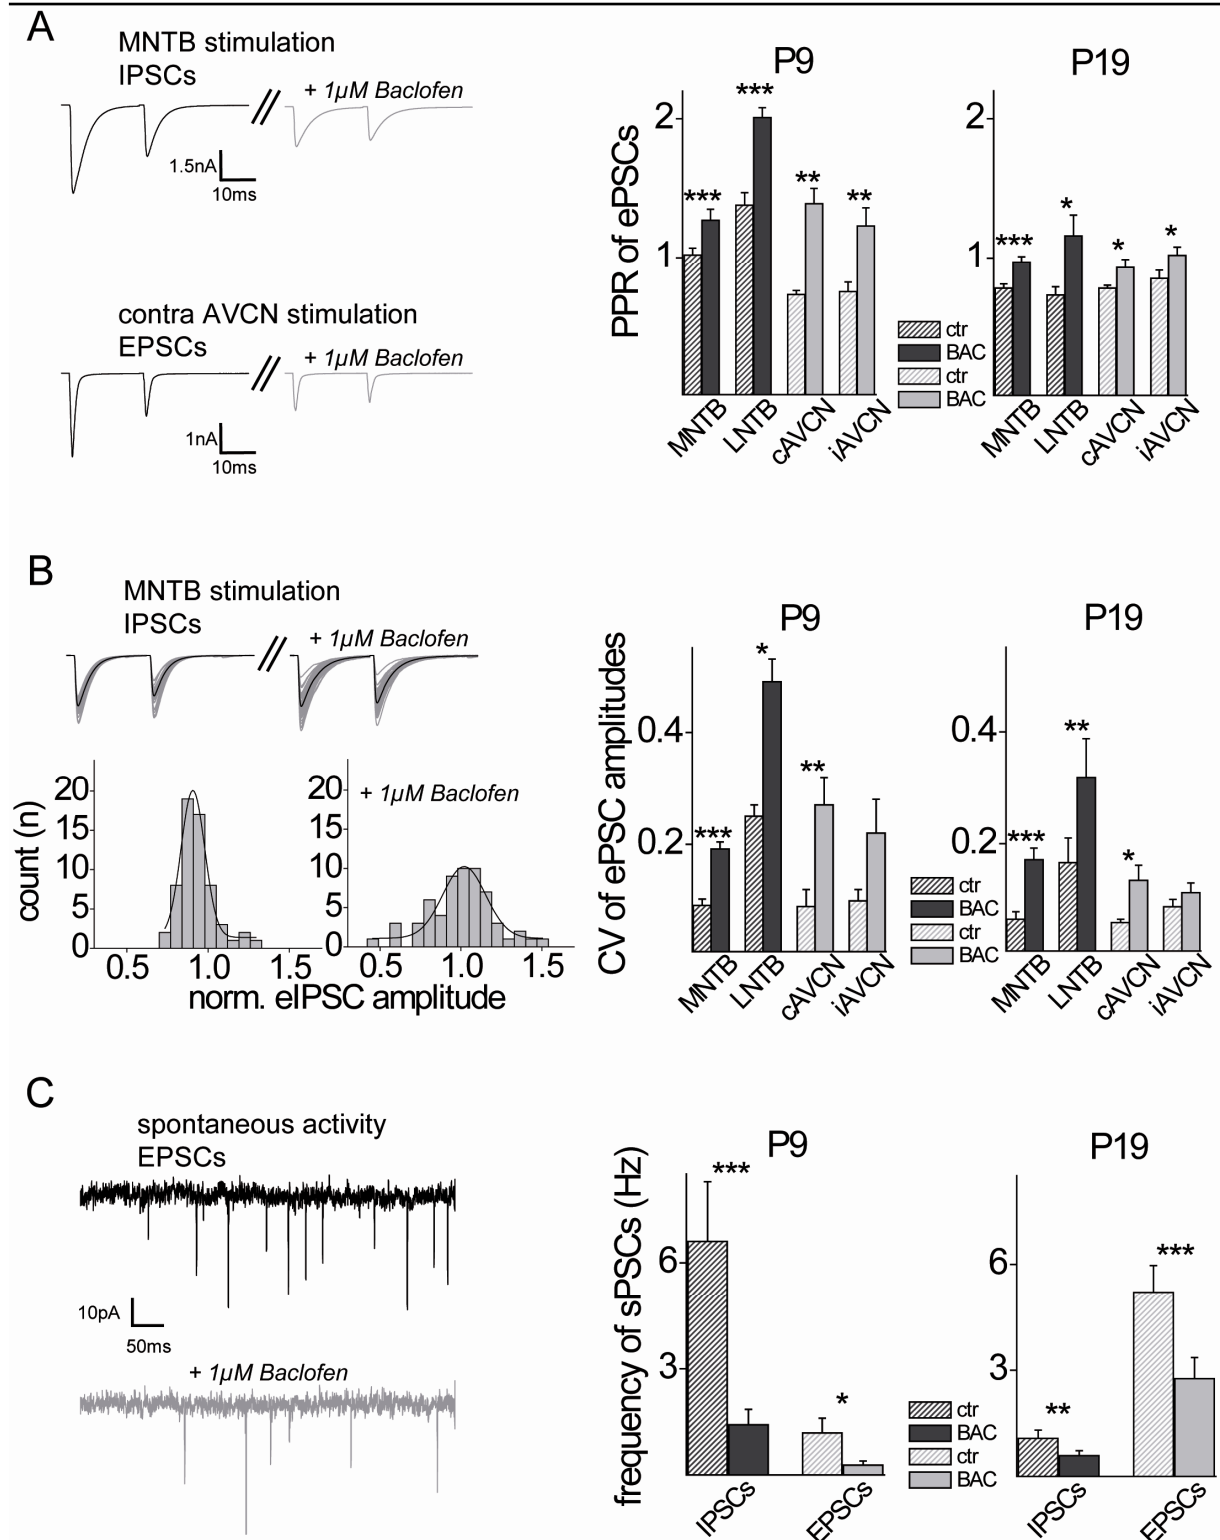 A
MNTB stimulation
IPSCs
+ 1µM Baclofen
1.5nA
10ms
contra AVCN stimulation
EPSCs
+ 1µM Baclofen
1nA
10ms
P9
PPR of ePSCs
2
1
***
***
**
**
MNTB
LNTB
cAVCN
iAVCN
ctr
BAC
ctr
BAC
P19
2
1
***
*
*
*
MNTB
LNTB
cAVCN
iAVCN
B
MNTB stimulation
IPSCs
+ 1µM Baclofen
count (n)
20
15
10
5
0
0.5 1.0 1.5
20
15
10
5
0
+ 1µM Baclofen
0.5 1.0 1.5
norm. eIPSC amplitude
P9
CV of ePSC amplitudes
0.4
0.2
***
*
**
MNTB
LNTB
cAVCN
iAVCN
ctr
BAC
ctr
BAC
P19
0.4
0.2
***
**
*
MNTB
LNTB
cAVCN
iAVCN
C
spontaneous activity
EPSCs
10pA
50ms
+ 1µM Baclofen
P9
frequency of sPSCs (Hz)
6
3
***
*
IPSCs
EPSCs
ctr
BAC
ctr
BAC
P19
6
3
**
***
IPSCs
EPSCs